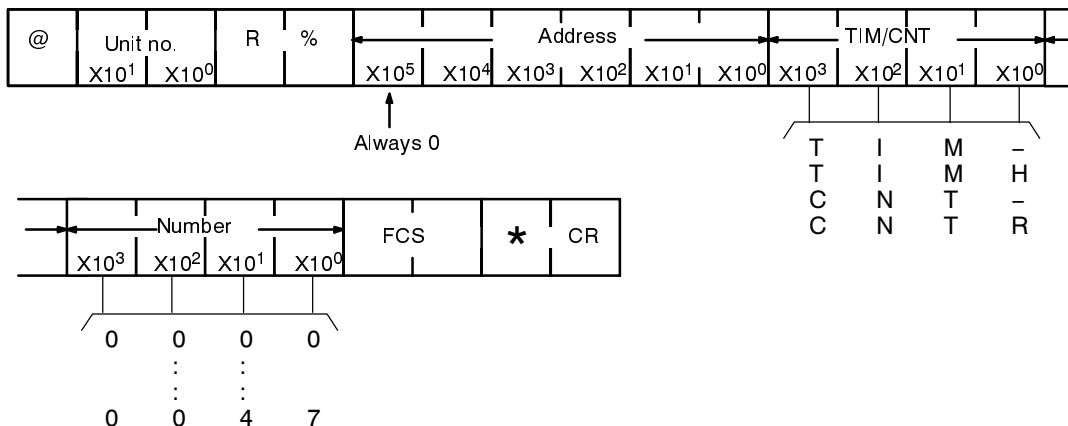 @ Unit no. R % Address TIM/CNT
X10¹ X10⁰ X10⁵ X10⁴ X10³ X10² X10¹ X10⁰ X10³ X10² X10¹ X10⁰
Always 0
T I M –
T I M H
C N T –
C N T R
Number FCS * CR
X10³ X10² X10¹ X10⁰
0 0 0 0
: :
: :
0 0 4 7